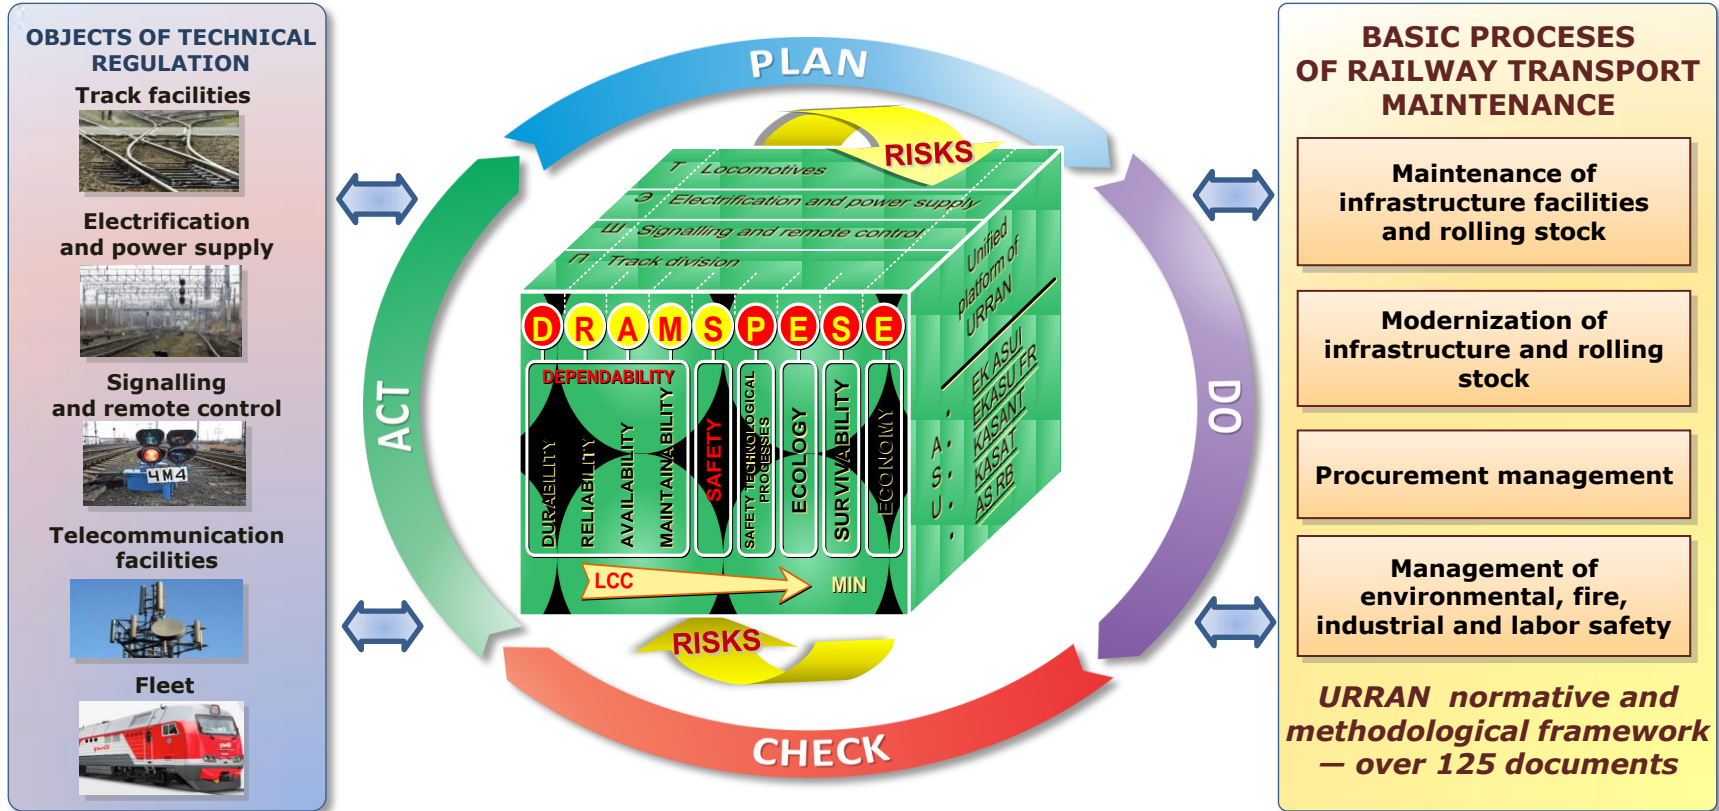 OBJECTS OF TECHNICAL
REGULATION
Track facilities
Electrification
and power supply
Signalling
and remote control
ЧМ4
Telecommunication
facilities
Fleet
PLAN
DO
CHECK
ACT
RISKS
Т Locomotives
Э Electrification and power supply
Ш Signalling and remote control
П Track division
Unified
platform of
URRAN
A
S
U
EK ASUI
EKASU FR
KASANT
KASAT
AS RB
D R A M S P E S E
DEPENDABILITY
DURABILITY
RELIABILITY
AVAILABILITY
MAINTAINABILITY
SAFETY
SAFETY TECHNOLOGICAL
PROCESSES
ECOLOGY
SURVIVABILITY
ECONOMY
LCC
MIN
RISKS
BASIC PROCESES
OF RAILWAY TRANSPORT
MAINTENANCE
Maintenance of
infrastructure facilities
and rolling stock
Modernization of
infrastructure and rolling
stock
Procurement management
Management of
environmental, fire,
industrial and labor safety
URRAN normative and
methodological framework
— over 125 documents